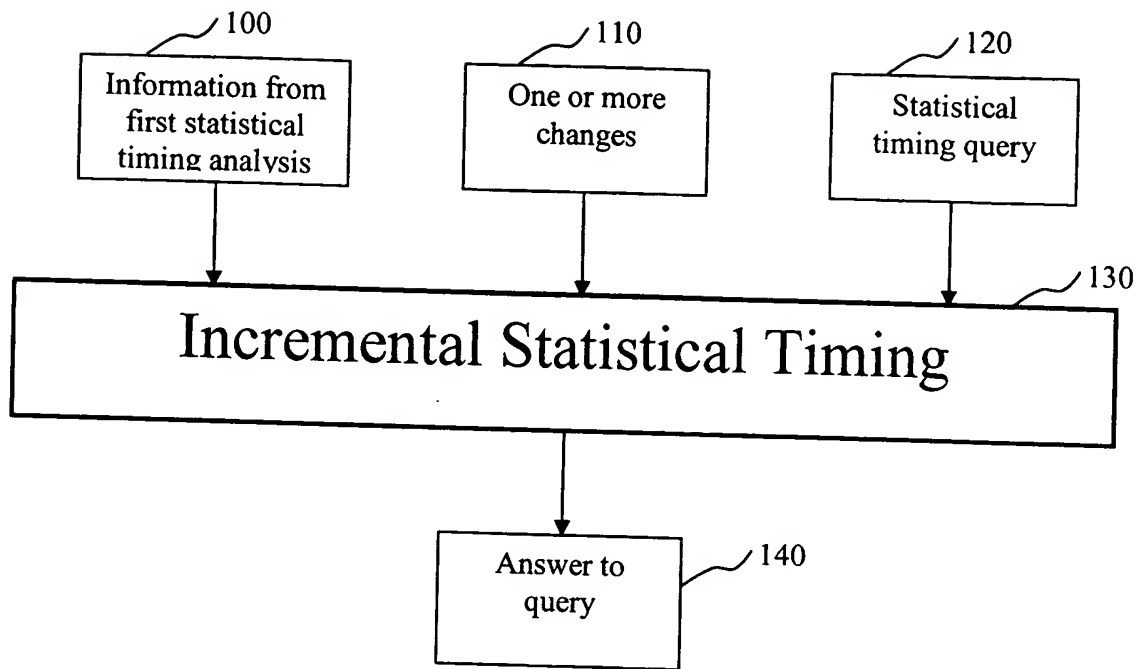 100
110
120
Information from
first statistical
timing analysis
One or more
changes
Statistical
timing query
130
Incremental Statistical Timing
Answer to
query
140